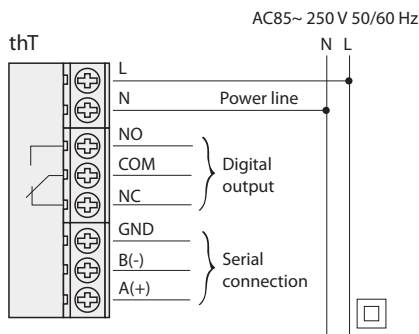 AC85~ 250 V 50/60 Hz
thT
N L
L
N Power line
NO
COM
NC
Digital
output
GND
B(-)
A(+)
Serial
connection